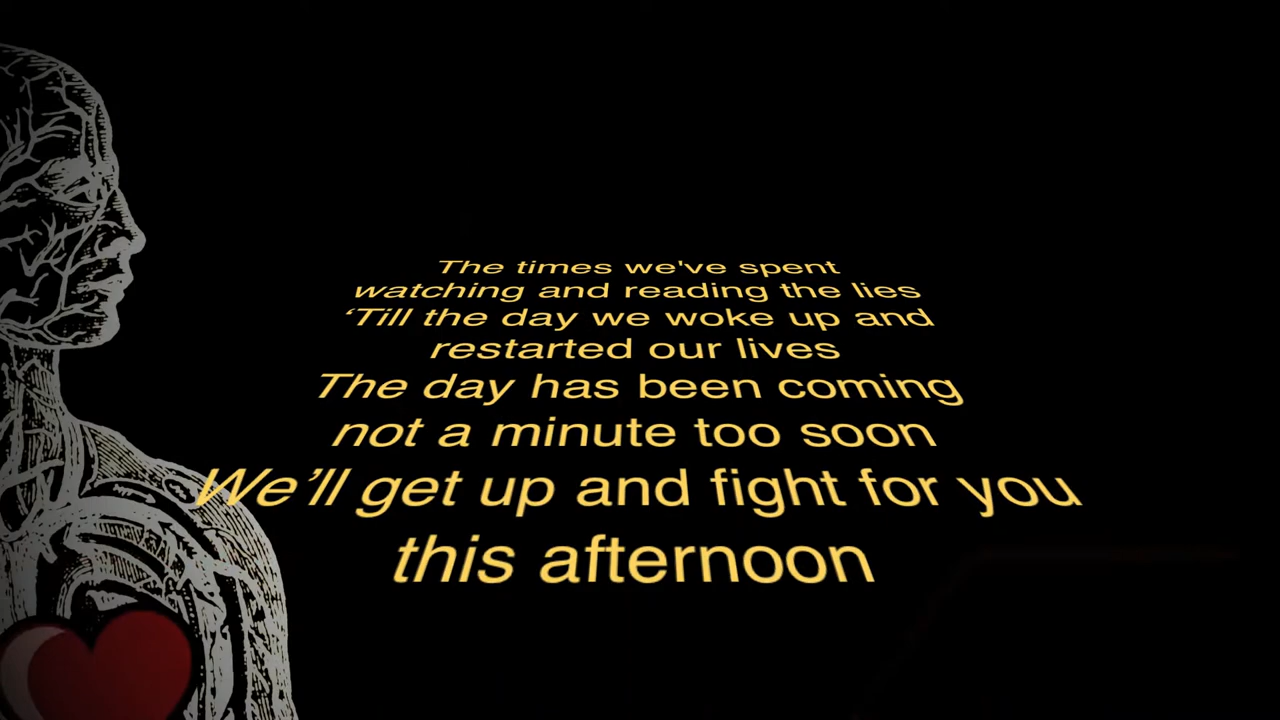 The times we've spent
watching and reading the lies
‘Till the day we woke up and
restarted our lives
The day has been coming
not a minute too soon
We’ll get up and fight for you
this afternoon